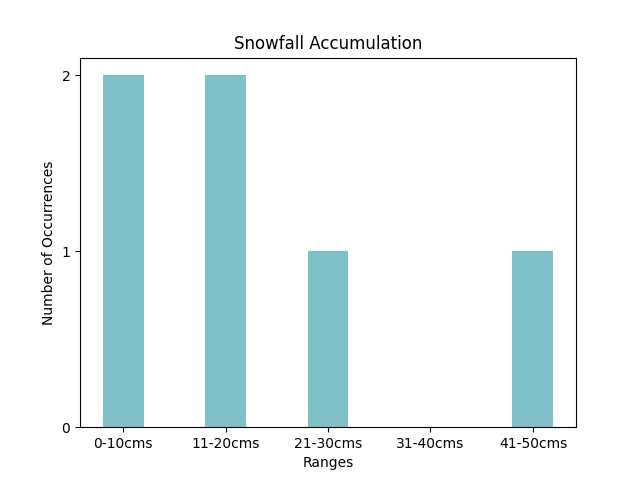 Snowfall Accumulation
Number of Occurrences
2
1
0
0-10cms 11-20cms 21-30cms 31-40cms 41-50cms
Ranges